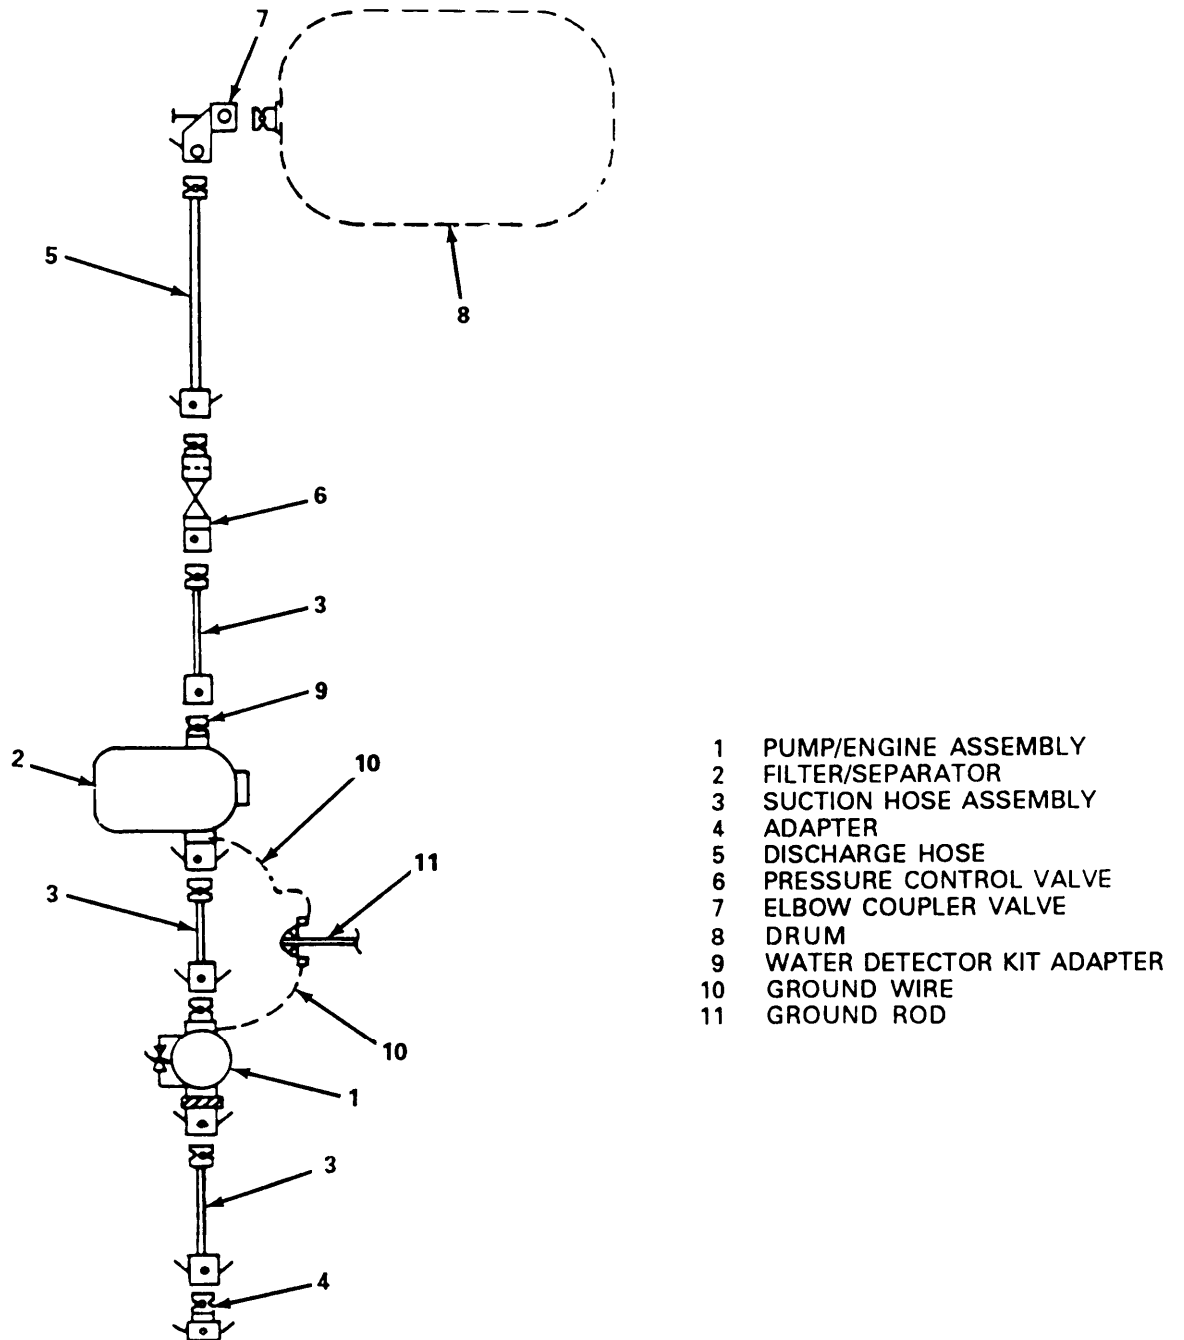 7
5
8
6
3
9
2
10
11
3
10
1
3
4
1 PUMP/ENGINE ASSEMBLY
2 FILTER/SEPARATOR
3 SUCTION HOSE ASSEMBLY
4 ADAPTER
5 DISCHARGE HOSE
6 PRESSURE CONTROL VALVE
7 ELBOW COUPLER VALVE
8 DRUM
9 WATER DETECTOR KIT ADAPTER
10 GROUND WIRE
11 GROUND ROD